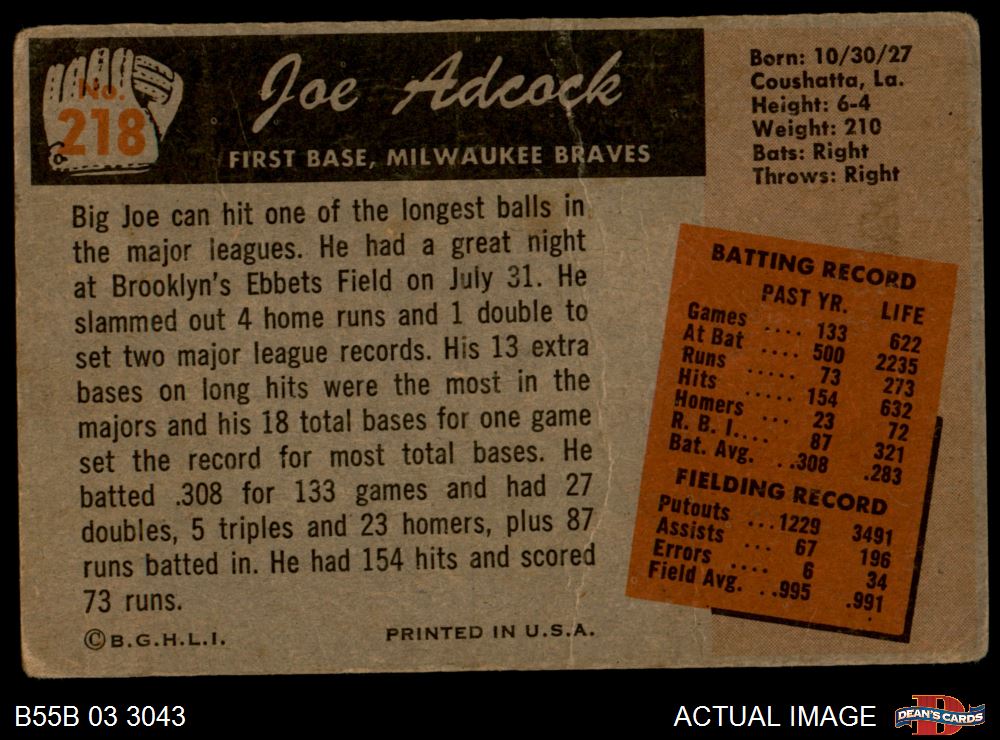 No.
218
Joe Adcock
FIRST BASE, MILWAUKEE BRAVES
Born: 10/30/27
Coushatta, La.
Height: 6-4
Weight: 210
Bats: Right
Throws: Right
Big Joe can hit one of the longest balls in
the major leagues. He had a great night
at Brooklyn's Ebbets Field on July 31. He
slammed out 4 home runs and 1 double to
set two major league records. His 13 extra
bases on long hits were the most in the
majors and his 18 total bases for one game
set the record for most total bases. He
batted .308 for 133 games and had 27
doubles, 5 triples and 23 homers, plus 87
runs batted in. He had 154 hits and scored
73 runs.
©B.G.H.L.I.
PRINTED IN U.S.A.
BATTING RECORD
PAST YR. LIFE
Games .... 133 622
At Bat .... 500 2235
Runs ..... 73 273
Hits ..... 154 632
Homers ... 23 72
R. B. I.... 87 321
Bat. Avg. ..308 .283
FIELDING RECORD
Putouts ...1229 3491
Assists ... 67 196
Errors .... 6 34
Field Avg. ..995 .991
B55B 03 3043
ACTUAL IMAGE
D
DEAN'S CARDS